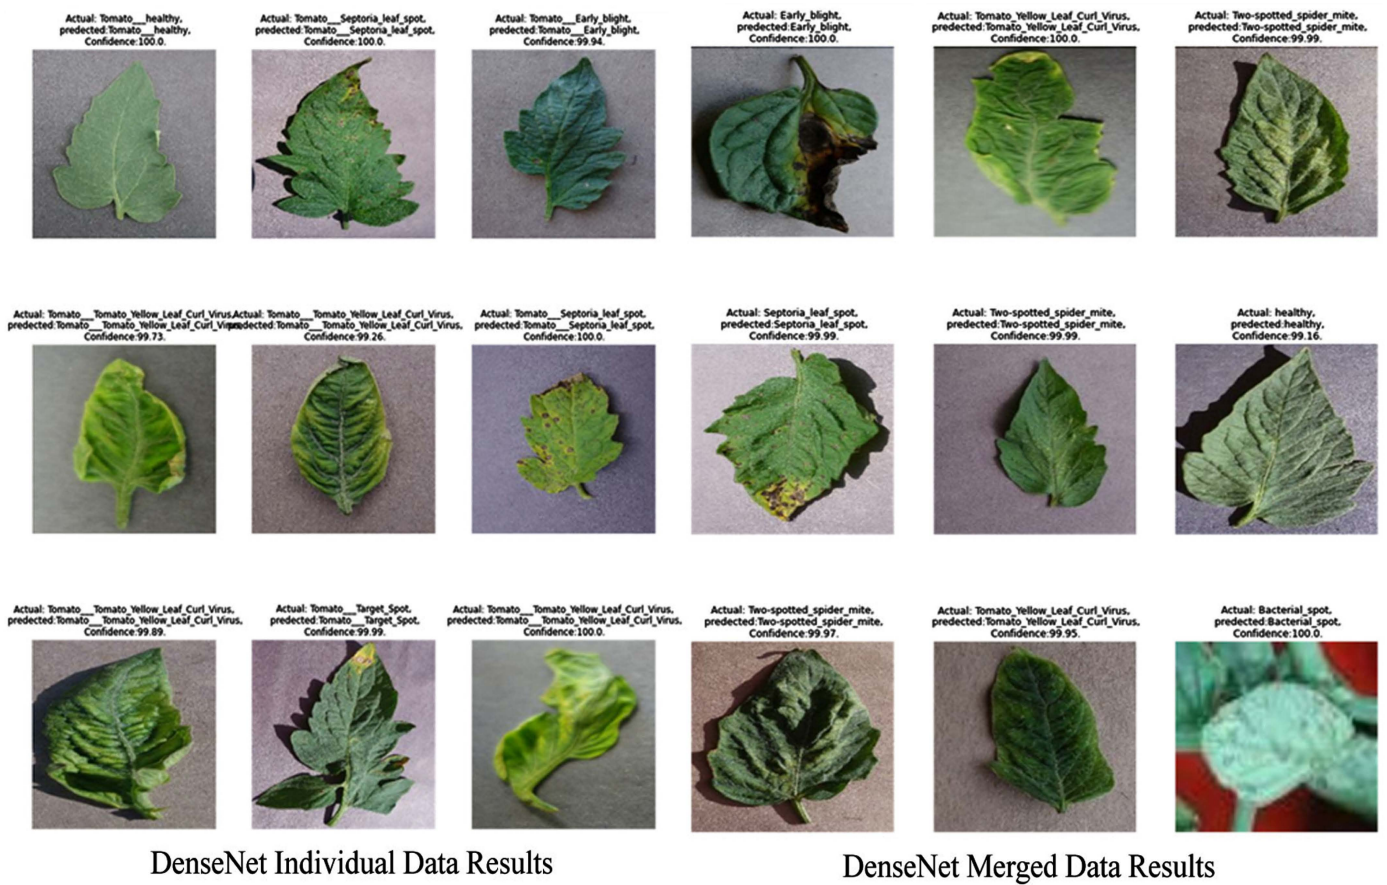 Actual: Tomato___healthy,
predected:Tomato___healthy,
Confidence:100.0.
Actual: Tomato___Septoria_leaf_spot,
predected:Tomato___Septoria_leaf_spot,
Confidence:100.0.
Actual: Tomato___Early_blight,
predected:Tomato___Early_blight,
Confidence:99.94.
Actual: Early_blight,
predected:Early_blight,
Confidence:100.0.
Actual: Tomato_Yellow_Leaf_Curl_Virus,
predected:Tomato_Yellow_Leaf_Curl_Virus,
Confidence:100.0.
Actual: Two-spotted_spider_mite,
predected:Two-spotted_spider_mite,
Confidence:99.99.
Actual: Tomato___Tomato_Yellow_Leaf_Curl_Virus,
predected:Tomato___Tomato_Yellow_Leaf_Curl_Virus,
Confidence:99.73.
Actual: Tomato___Tomato_Yellow_Leaf_Curl_Virus,
predected:Tomato___Tomato_Yellow_Leaf_Curl_Virus,
Confidence:99.26.
Actual: Tomato___Septoria_leaf_spot,
predected:Tomato___Septoria_leaf_spot,
Confidence:100.0.
Actual: Septoria_leaf_spot,
predected:Septoria_leaf_spot,
Confidence:99.99.
Actual: Two-spotted_spider_mite,
predected:Two-spotted_spider_mite,
Confidence:99.99.
Actual: healthy,
predected:healthy,
Confidence:99.16.
Actual: Tomato___Tomato_Yellow_Leaf_Curl_Virus,
predected:Tomato___Tomato_Yellow_Leaf_Curl_Virus,
Confidence:99.89.
Actual: Tomato___Target_Spot,
predected:Tomato___Target_Spot,
Confidence:99.99.
Actual: Tomato___Tomato_Yellow_Leaf_Curl_Virus,
predected:Tomato___Tomato_Yellow_Leaf_Curl_Virus,
Confidence:100.0.
Actual: Two-spotted_spider_mite,
predected:Two-spotted_spider_mite,
Confidence:99.97.
Actual: Tomato_Yellow_Leaf_Curl_Virus,
predected:Tomato_Yellow_Leaf_Curl_Virus,
Confidence:99.95.
Actual: Bacterial_spot,
predected:Bacterial_spot,
Confidence:100.0.
DenseNet Individual Data Results
DenseNet Merged Data Results